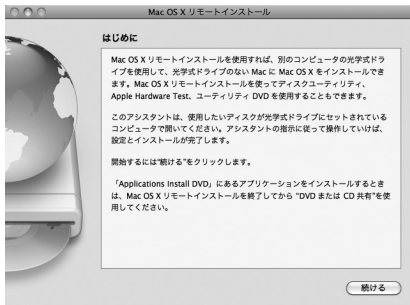 Mac OS X リモートインストール
はじめに
Mac OS X リモートインストールを使用すれば、別のコンピュータの光学式ドラ
イブを使用して、光学式ドライブのない Mac に Mac OS X をインストールでき
ます。Mac OS X リモートインストールを使ってディスクユーティリティ、
Apple Hardware Test、ユーティリティ DVD を使用することもできます。
このアシスタントは、使用したいディスクが光学式ドライブにセットされている
コンピュータで開いてください。アシスタントの指示に従って操作していけば、
設定とインストールが完了します。
開始するには“続ける”をクリックします。
「Applications Install DVD」にあるアプリケーションをインストールするとき
は、Mac OS X リモートインストールを終了してから “DVD または CD 共有”を使
用してください。
続ける